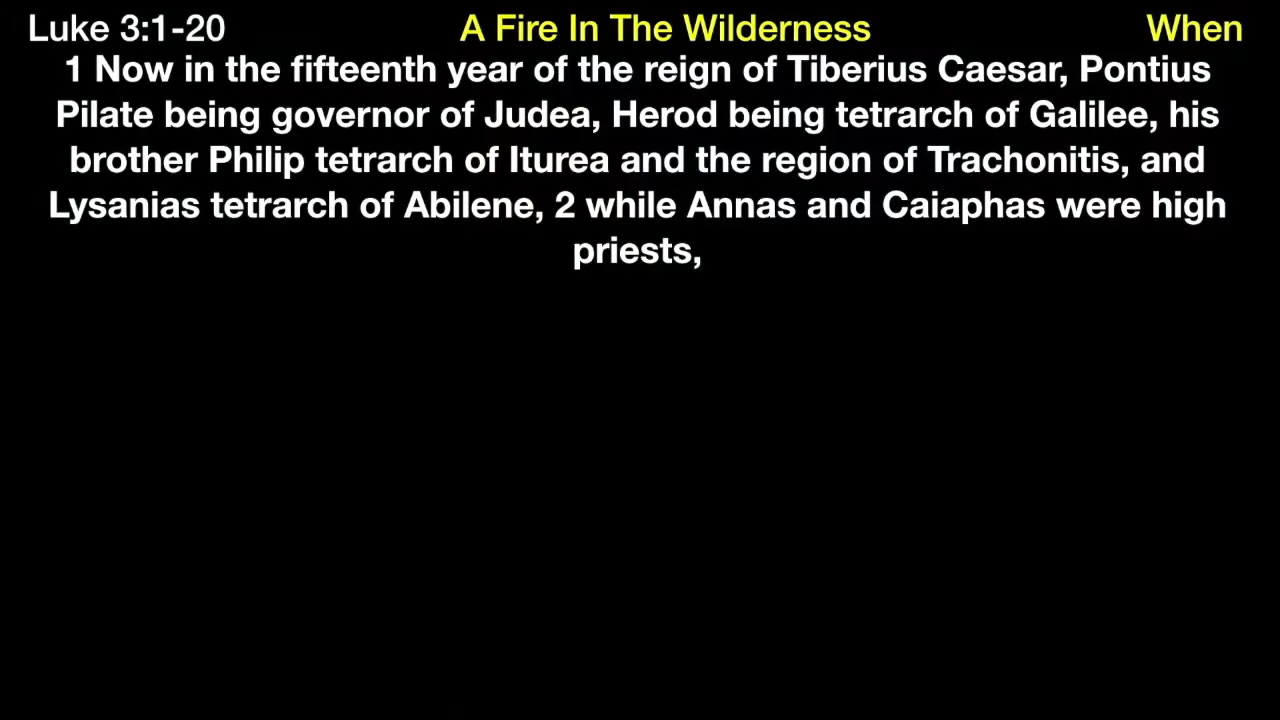 Luke 3:1-20 A Fire In The Wilderness When
1 Now in the fifteenth year of the reign of Tiberius Caesar, Pontius
Pilate being governor of Judea, Herod being tetrarch of Galilee, his
brother Philip tetrarch of Iturea and the region of Trachonitis, and
Lysanias tetrarch of Abilene, 2 while Annas and Caiaphas were high
priests,